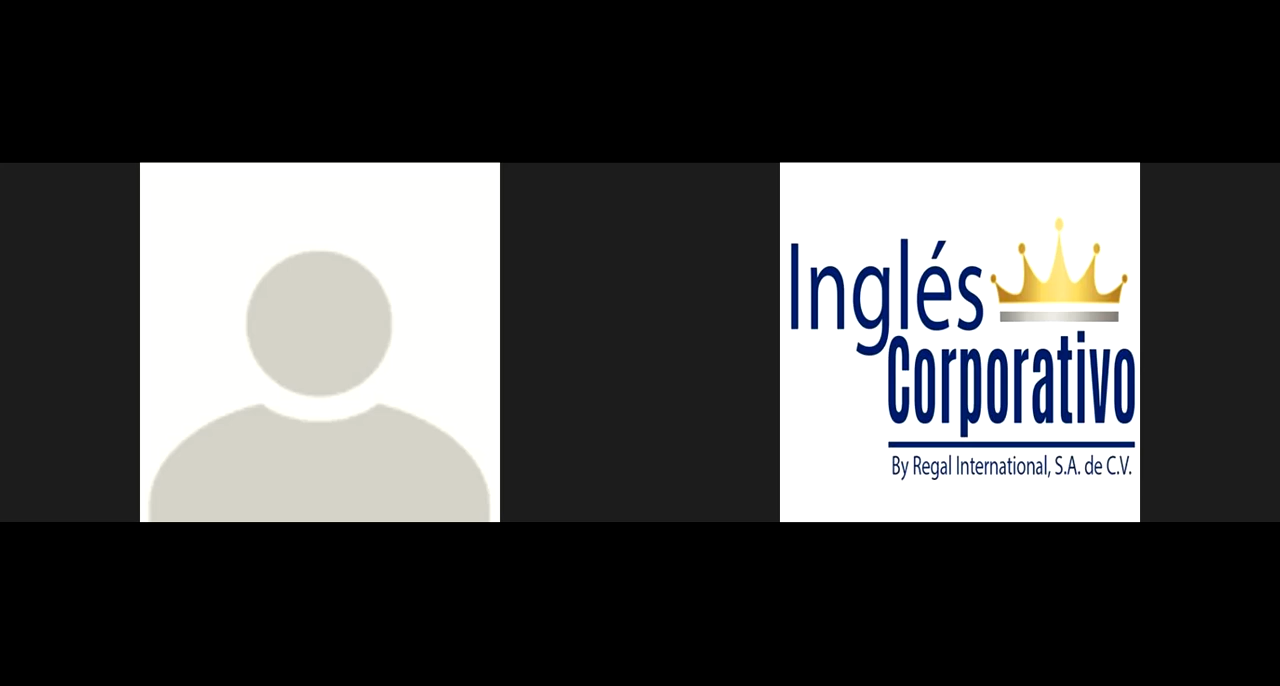 Inglés
Corporativo
By Regal International, S.A. de C.V.